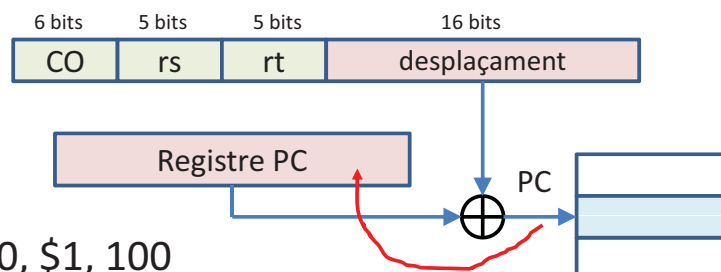 6 bits 5 bits 5 bits 16 bits
CO rs rt desplaçament
Registre PC
PC
0, $1, 100